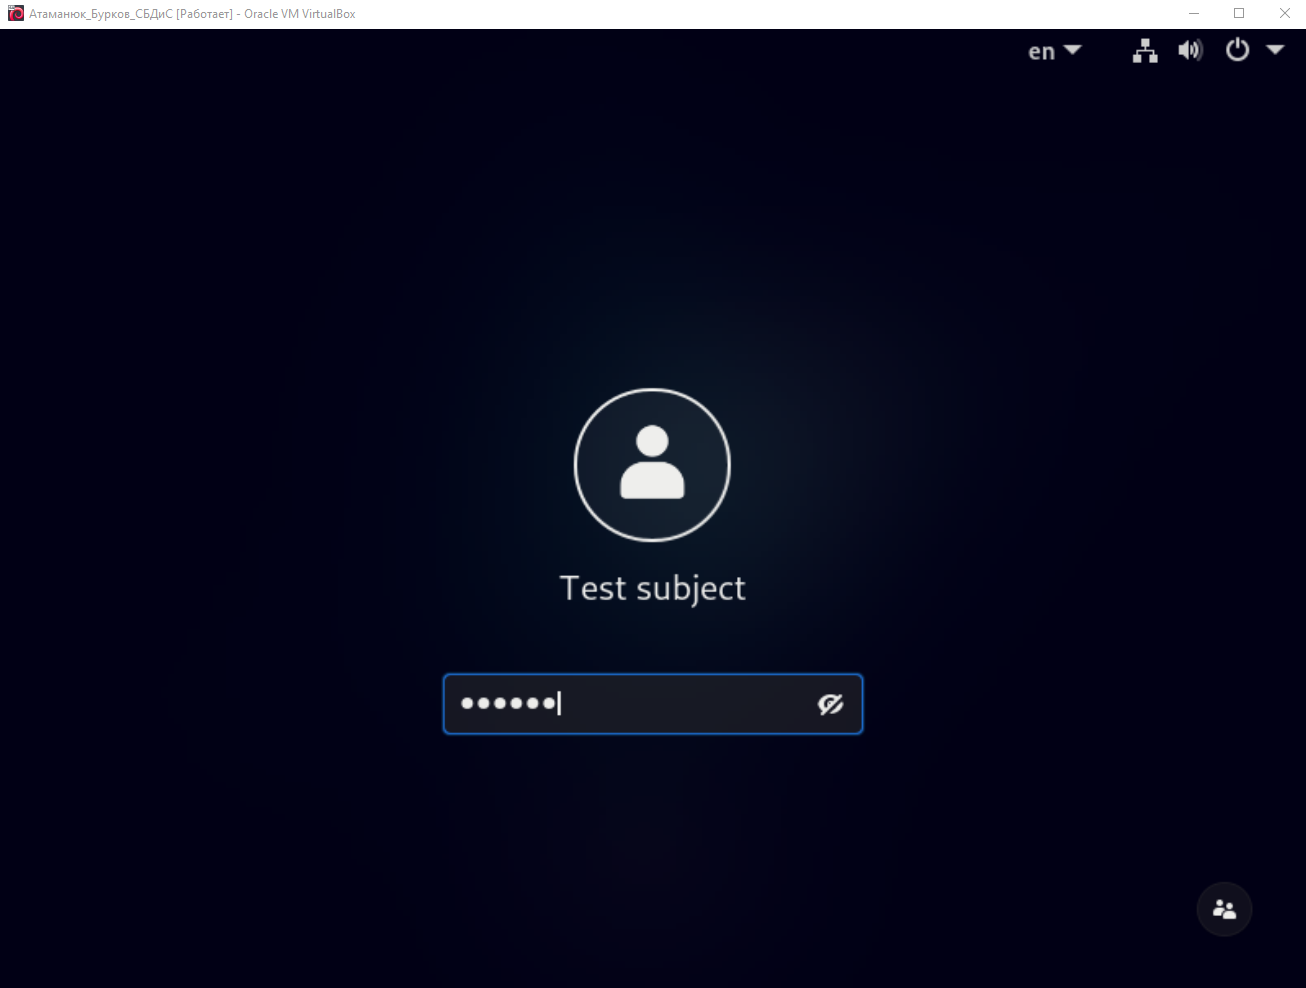 Атаманюк_Бурков_СБДиС [Работает] - Oracle VM VirtualBox
en
Test subject